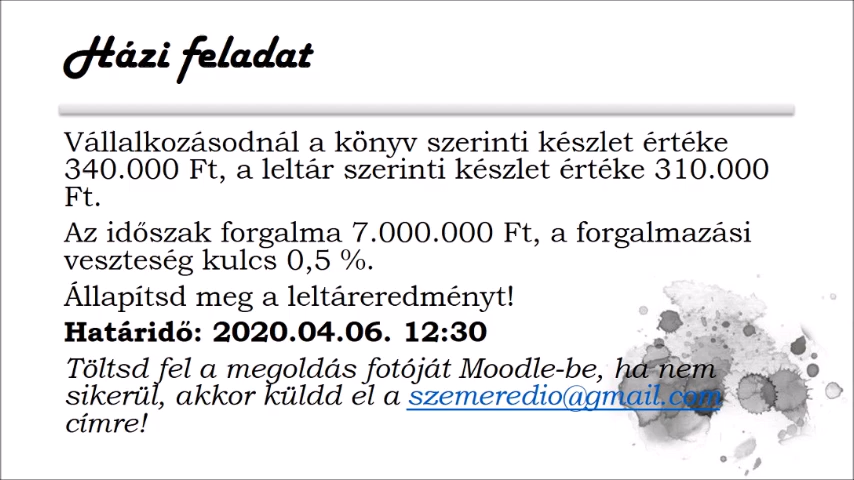 Házi feladat
Vállalkozásodnál a könyv szerinti készlet értéke
340.000 Ft, a leltár szerinti készlet értéke 310.000
Ft.
Az időszak forgalma 7.000.000 Ft, a forgalmazási
veszteség kulcs 0,5 %.
Állapítsd meg a leltáreredményt!
Határidő: 2020.04.06. 12:30
Töltsd fel a megoldás fotóját Moodle-be, ha nem
sikerül, akkor küldd el a szemeredio@gmail.com
címre!